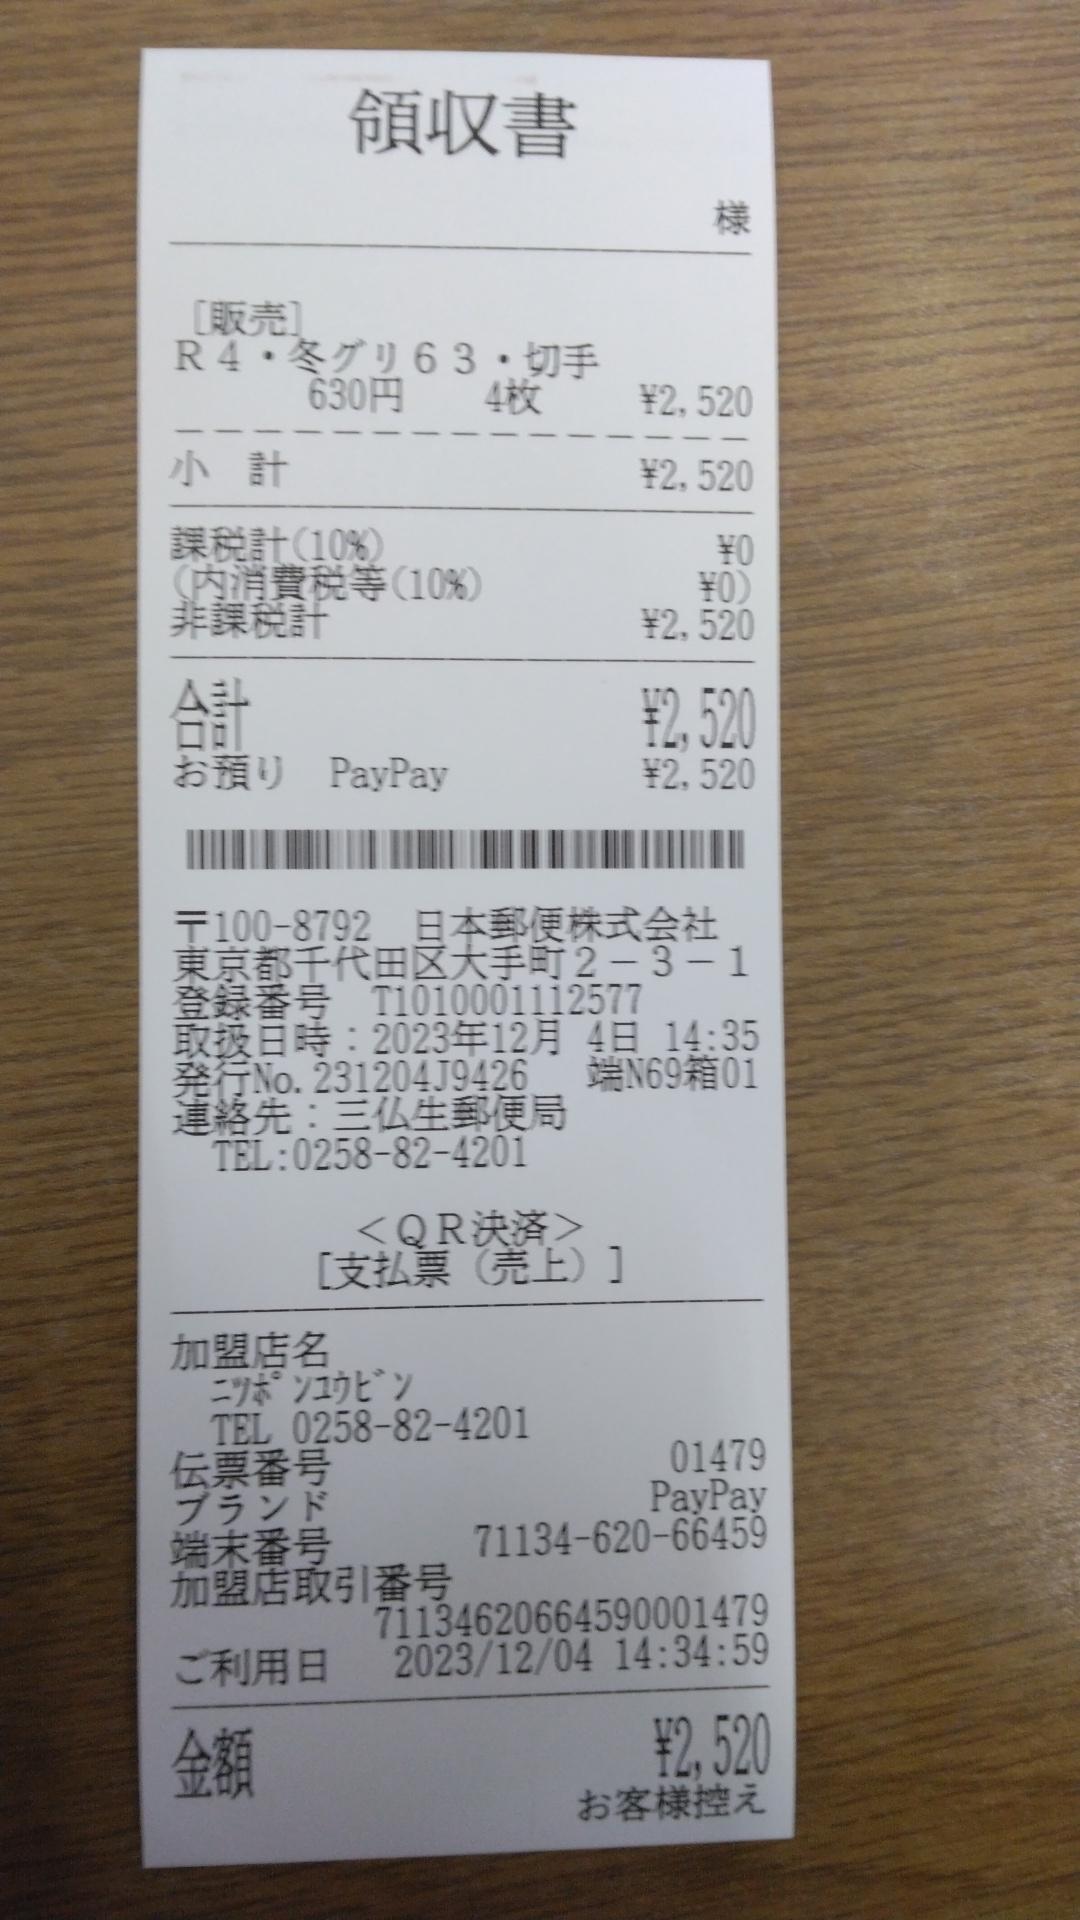 領収書
様
［販売］
Ｒ４・冬グリ６３・切手
630円 4枚 ¥2,520
小 計 ¥2,520
課税計(10%) ¥0
(内消費税等(10%) ¥0)
非課税計 ¥2,520
合計 ¥2,520
お預り PayPay ¥2,520
〒100-8792 日本郵便株式会社
東京都千代田区大手町２－３－１
登録番号 T1010001112577
取扱日時：2023年12月 4日 14:35
発行No.231204J9426 端N69箱01
連絡先：三仏生郵便局
TEL:0258-82-4201
＜ＱＲ決済＞
［支払票（売上）］
加盟店名
ﾆﾂﾎﾟﾝﾕｳﾋﾞﾝ
TEL 0258-82-4201
伝票番号 01479
ブランド PayPay
端末番号 71134-620-66459
加盟店取引番号
71134620664590001479
ご利用日 2023/12/04 14:34:59
金額 ¥2,520
お客様控え